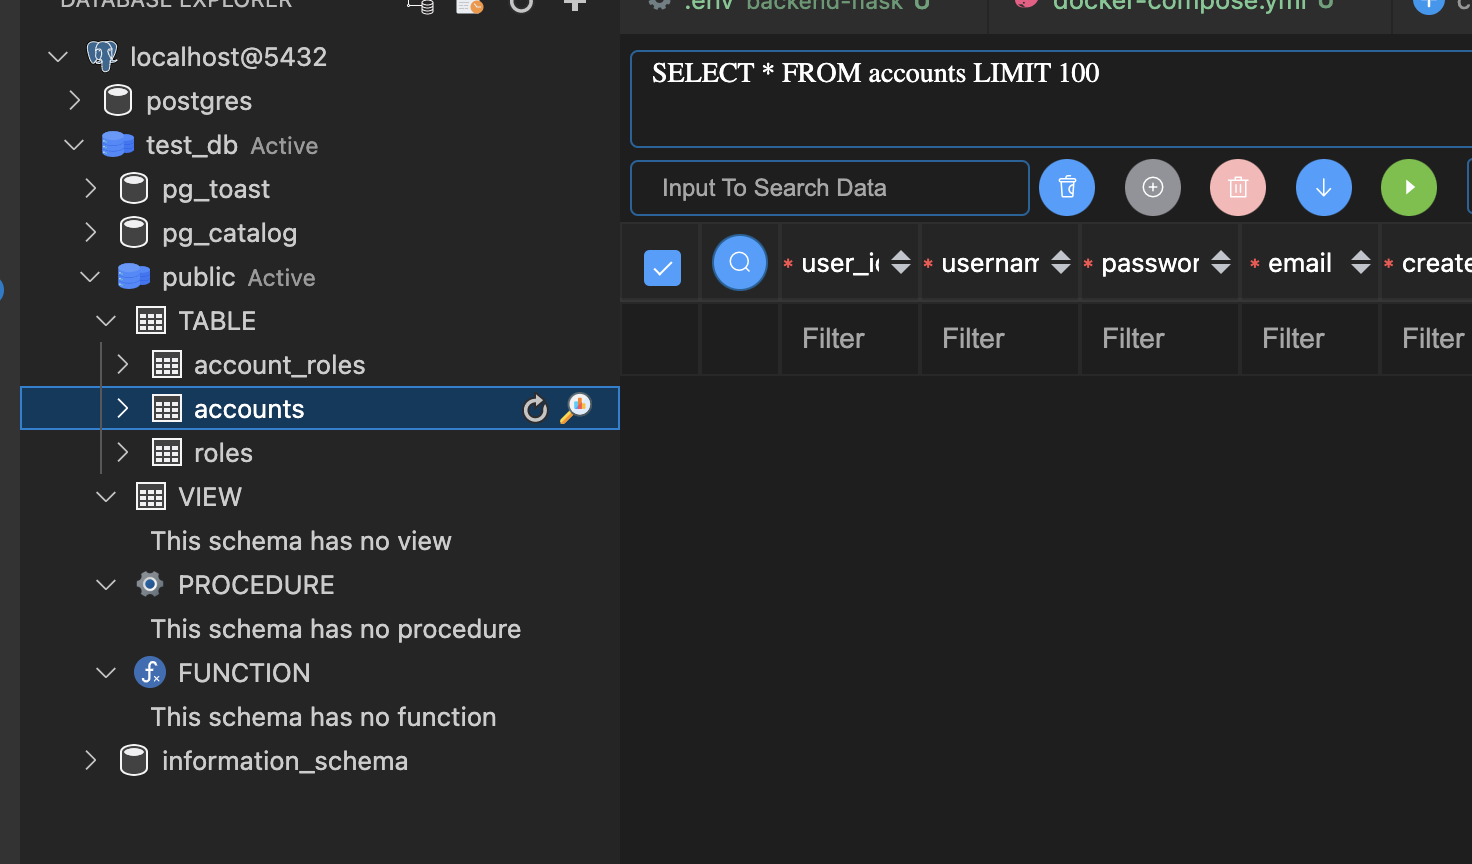 DATABASE EXPLORER
localhost@5432
postgres
test_db Active
pg_toast
pg_catalog
public Active
TABLE
account_roles
accounts
roles
VIEW
This schema has no view
PROCEDURE
This schema has no procedure
FUNCTION
This schema has no function
information_schema
.env backend-flask U
docker-compose.yml U
SELECT * FROM accounts LIMIT 100
Input To Search Data
* user_ic * usernam * passwor * email * create
Filter Filter Filter Filter Filter